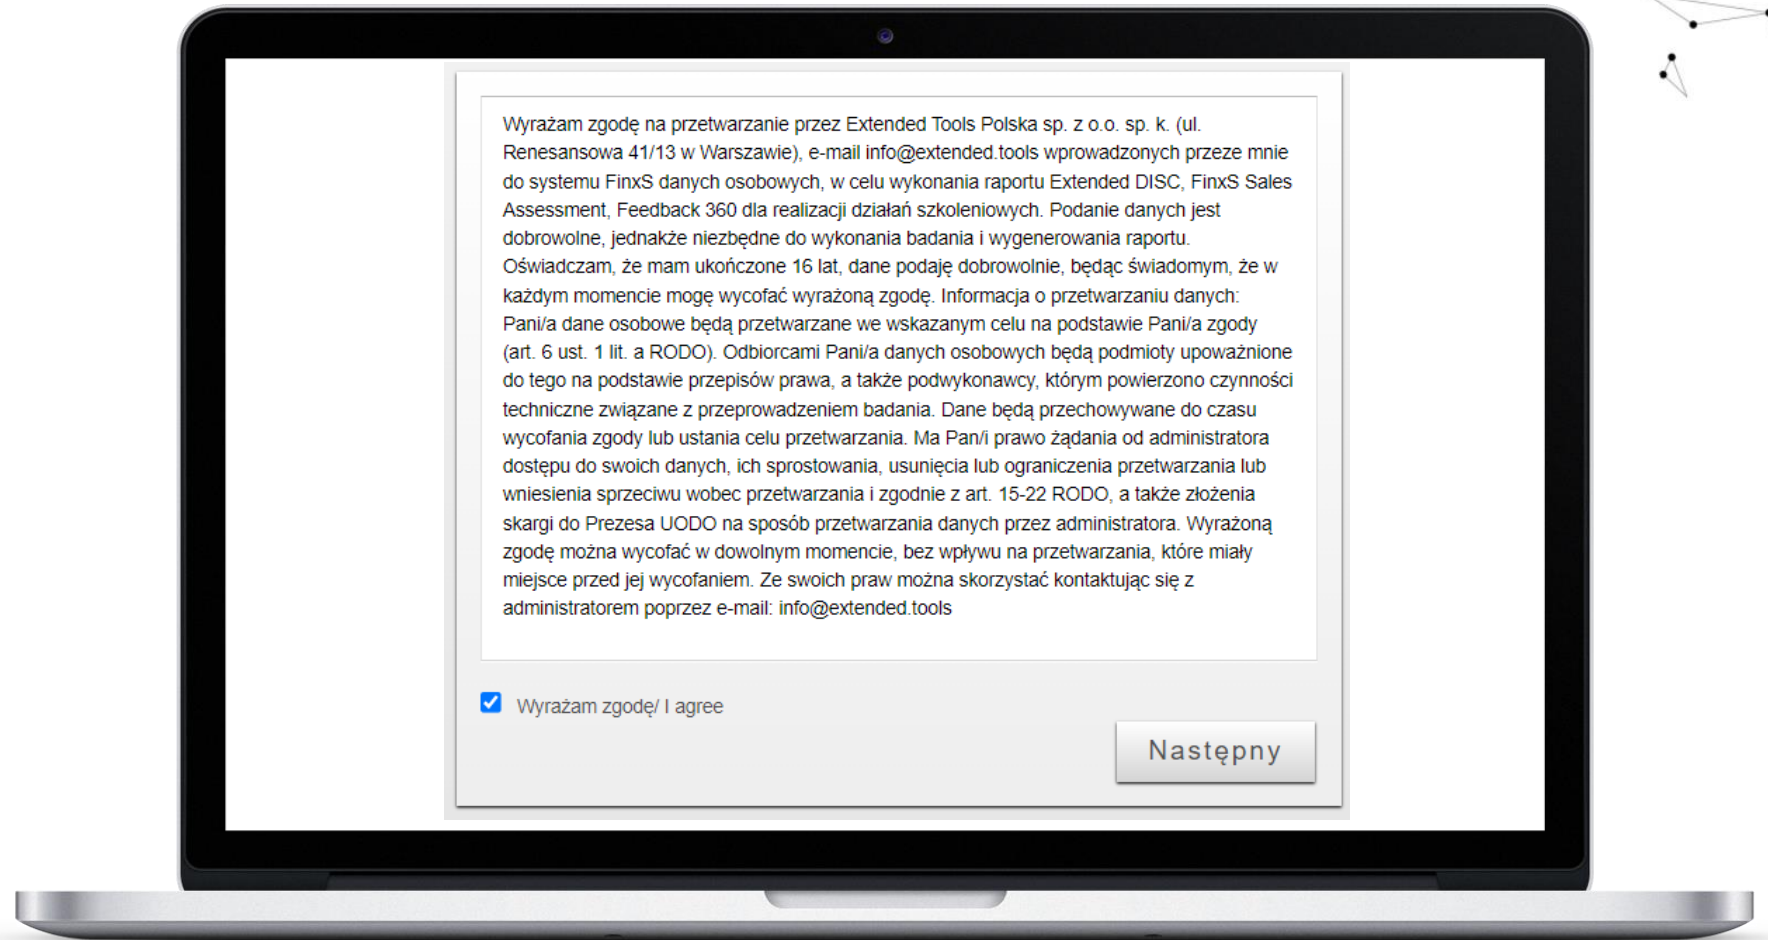 Wyrażam zgodę na przetwarzanie przez Extended Tools Polska sp. z o.o. sp. k. (ul.
Renesansowa 41/13 w Warszawie), e-mail info@extended.tools wprowadzonych przeze mnie
do systemu FinxS danych osobowych, w celu wykonania raportu Extended DISC, FinxS Sales
Assessment, Feedback 360 dla realizacji działań szkoleniowych. Podanie danych jest
dobrowolne, jednakże niezbędne do wykonania badania i wygenerowania raportu.
Oświadczam, że mam ukończone 16 lat, dane podaję dobrowolnie, będąc świadomym, że w
każdym momencie mogę wycofać wyrażoną zgodę. Informacja o przetwarzaniu danych:
Pani/a dane osobowe będą przetwarzane we wskazanym celu na podstawie Pani/a zgody
(art. 6 ust. 1 lit. a RODO). Odbiorcami Pani/a danych osobowych będą podmioty upoważnione
do tego na podstawie przepisów prawa, a także podwykonawcy, którym powierzono czynności
techniczne związane z przeprowadzeniem badania. Dane będą przechowywane do czasu
wycofania zgody lub ustania celu przetwarzania. Ma Pan/i prawo żądania od administratora
dostępu do swoich danych, ich sprostowania, usunięcia lub ograniczenia przetwarzania lub
wniesienia sprzeciwu wobec przetwarzania i zgodnie z art. 15-22 RODO, a także złożenia
skargi do Prezesa UODO na sposób przetwarzania danych przez administratora. Wyrażoną
zgodę można wycofać w dowolnym momencie, bez wpływu na przetwarzania, które miały
miejsce przed jej wycofaniem. Ze swoich praw można skorzystać kontaktując się z
administratorem poprzez e-mail: info@extended.tools
Wyrażam zgodę/ I agree
Następny